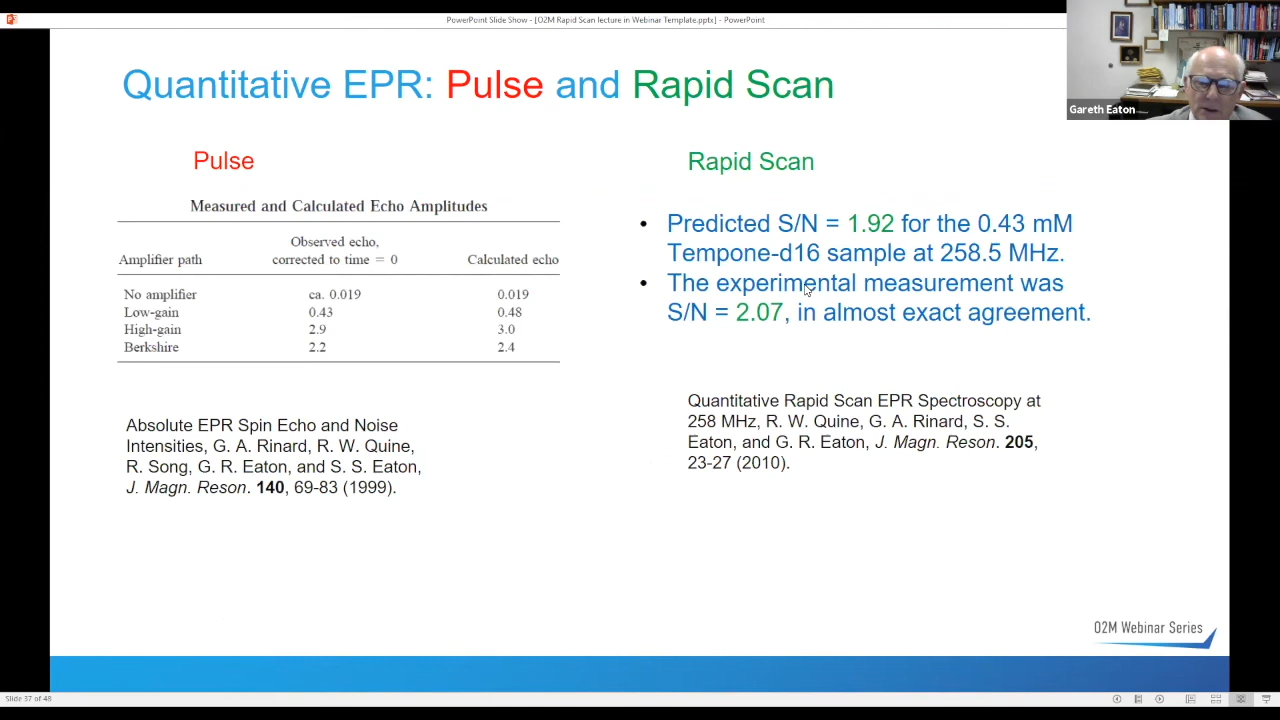 PowerPoint Slide Show - [O2M Rapid Scan lecture in Webinar Template.pptx] - PowerPoint
Gareth Eaton
Quantitative EPR: Pulse and Rapid Scan
Pulse
Measured and Calculated Echo Amplitudes
Observed echo,
Amplifier path corrected to time = 0 Calculated echo
No amplifier ca. 0.019 0.019
Low-gain 0.43 0.48
High-gain 2.9 3.0
Berkshire 2.2 2.4
Absolute EPR Spin Echo and Noise
Intensities, G. A. Rinard, R. W. Quine,
R. Song, G. R. Eaton, and S. S. Eaton,
J. Magn. Reson. 140, 69-83 (1999).
Rapid Scan
• Predicted S/N = 1.92 for the 0.43 mM
Tempone-d16 sample at 258.5 MHz.
• The experimental measurement was
S/N = 2.07, in almost exact agreement.
Quantitative Rapid Scan EPR Spectroscopy at
258 MHz, R. W. Quine, G. A. Rinard, S. S.
Eaton, and G. R. Eaton, J. Magn. Reson. 205,
23-27 (2010).
O2M Webinar Series
Slide 37 of 48